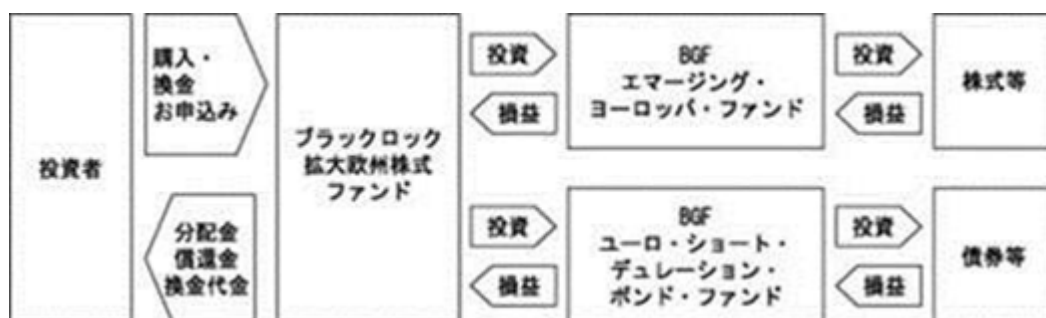 投資者
購入・
換金
お申込み
分配金
償還金
換金代金
ブラックロック
拡大欧州株式
ファンド
投資
損益
BGF
エマージング・
ヨーロッパ・ファンド
投資
損益
株式等
投資
損益
BGF
ユーロ・ショート・
デュレーション・
ボンド・ファンド
投資
損益
債券等